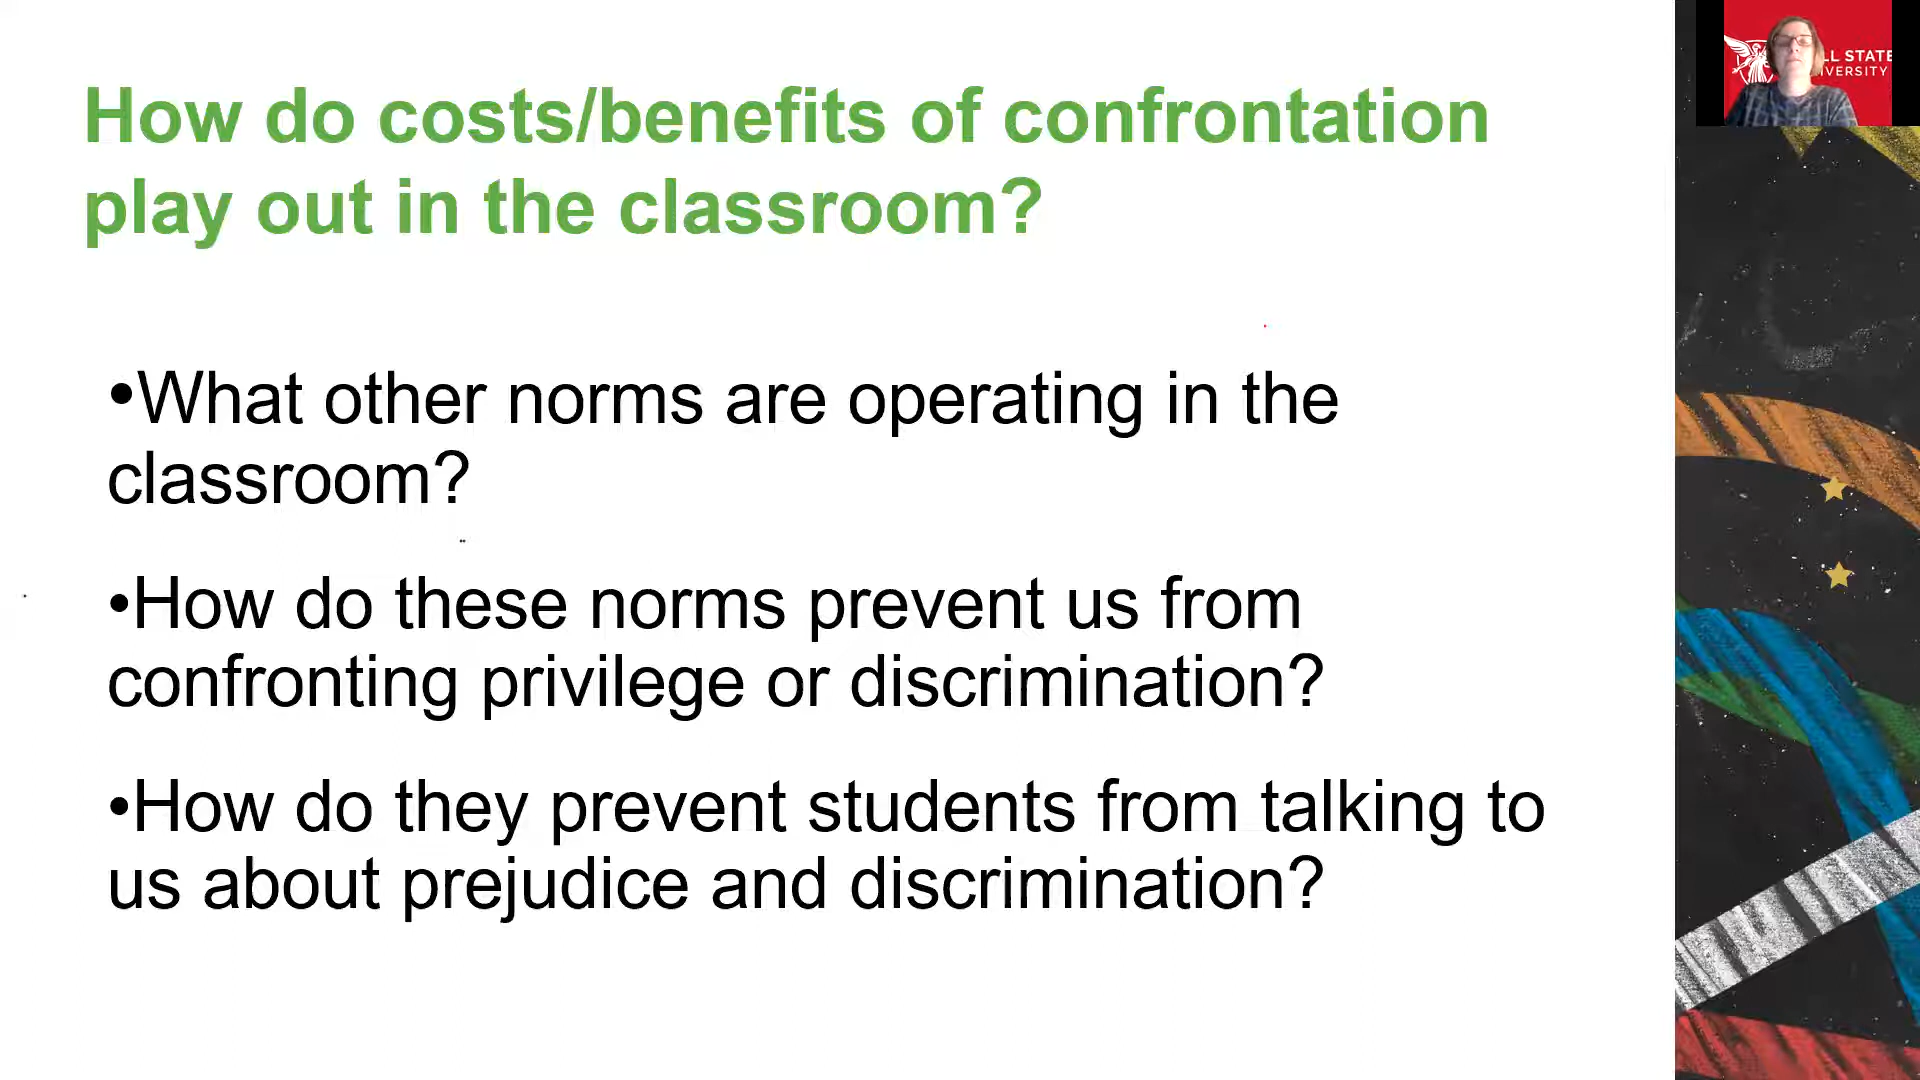 How do costs/benefits of confrontation
play out in the classroom?
•What other norms are operating in the
classroom?
•How do these norms prevent us from
confronting privilege or discrimination?
•How do they prevent students from talking to
us about prejudice and discrimination?
STATE